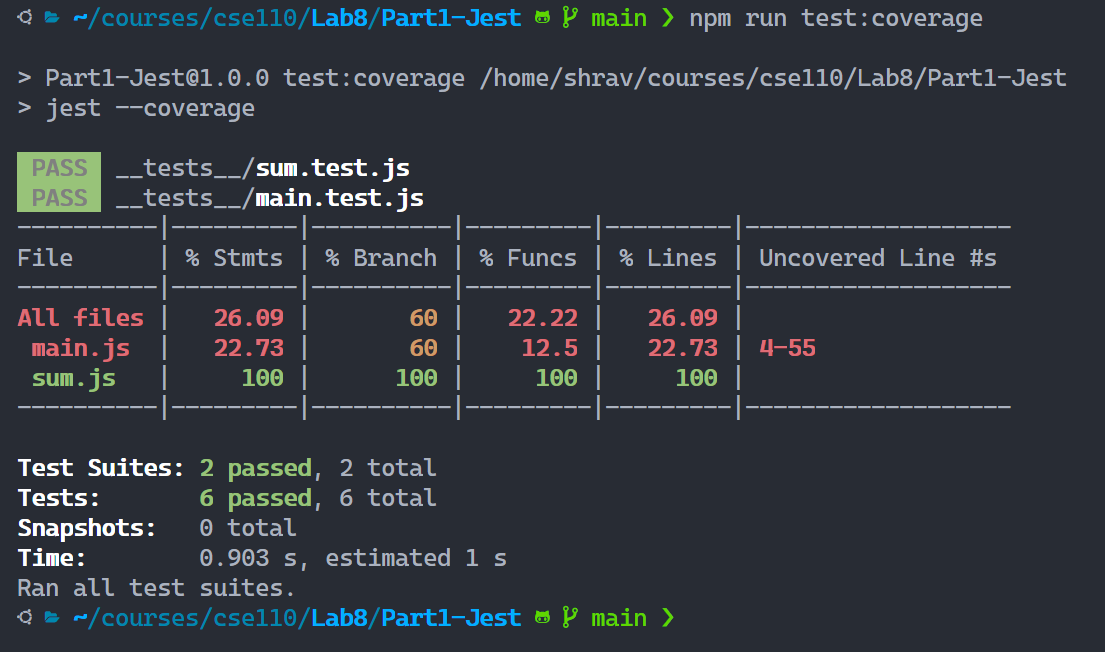 ~/courses/cse110/Lab8/Part1-Jest main ❯ npm run test:coverage
> Part1-Jest@1.0.0 test:coverage /home/shrav/courses/cse110/Lab8/Part1-Jest
> jest --coverage
PASS __tests__/sum.test.js
PASS __tests__/main.test.js
----------|---------|----------|---------|---------|-------------------
File      | % Stmts | % Branch | % Funcs | % Lines | Uncovered Line #s
----------|---------|----------|---------|---------|-------------------
All files |   26.09 |       60 |   22.22 |   26.09 |
 main.js  |   22.73 |       60 |    12.5 |   22.73 | 4-55
 sum.js   |     100 |      100 |     100 |     100 |
----------|---------|----------|---------|---------|-------------------
Test Suites: 2 passed, 2 total
Tests:       6 passed, 6 total
Snapshots:   0 total
Time:        0.903 s, estimated 1 s
Ran all test suites.
~/courses/cse110/Lab8/Part1-Jest main ❯